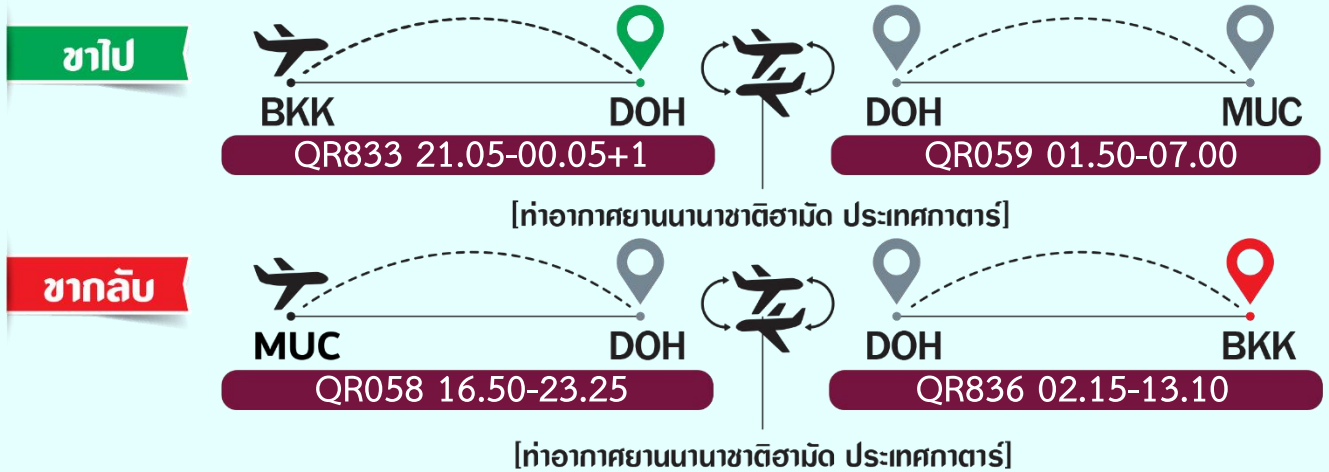 ขาไป
BKK DOH DOH MUC
QR833 21.05-00.05+1 QR059 01.50-07.00
[ท่าอากาศยานนานาชาติฮามัด ประเทศกาตาร์]
ขากลับ
MUC DOH DOH BKK
QR058 16.50-23.25 QR836 02.15-13.10
[ท่าอากาศยานนานาชาติฮามัด ประเทศกาตาร์]